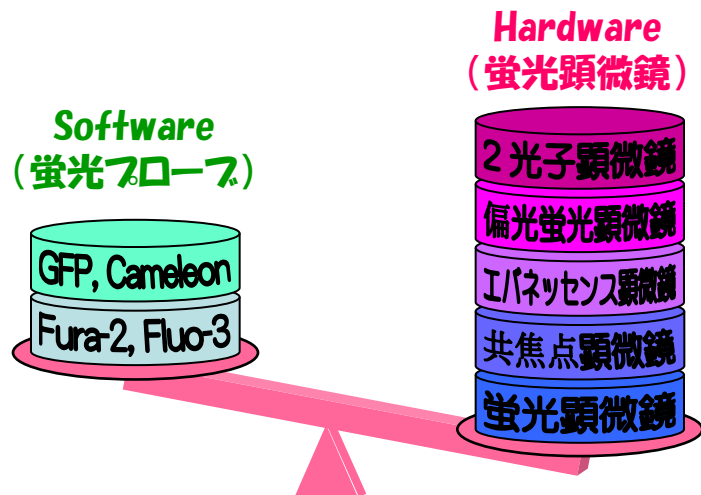 Software
(蛍光プローブ)
GFP, Cameleon
Fura-2, Fluo-3
Hardware
(蛍光顕微鏡)
2光子顕微鏡
偏光蛍光顕微鏡
エバネッセンス顕微鏡
共焦点顕微鏡
蛍光顕微鏡